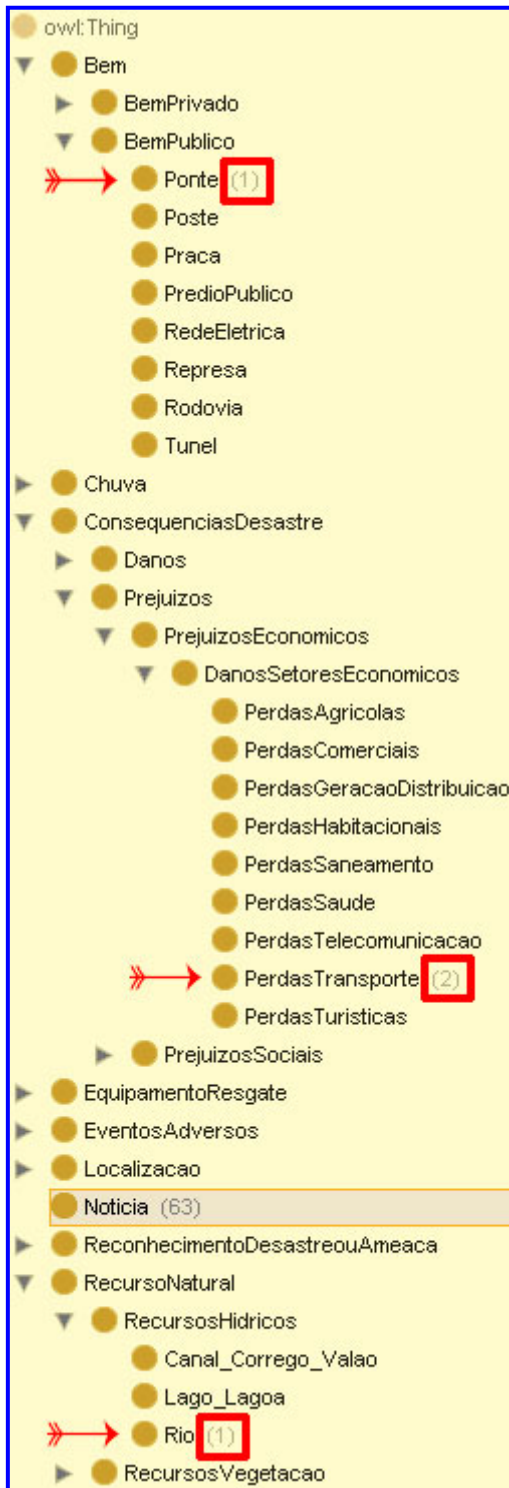 owl:Thing
Bem
BemPrivado
BemPublico
Ponte (1)
Poste
Praca
PredioPublico
RedeEletrica
Represa
Rodovia
Tunel
Chuva
ConsequenciasDesastre
Danos
Prejuizos
PrejuizosEconomicos
DanosSetoresEconomicos
PerdasAgricolas
PerdasComerciais
PerdasGeracaoDistribuicao
PerdasHabitacionais
PerdasSaneamento
PerdasSaude
PerdasTelecomunicacao
PerdasTransporte (2)
PerdasTuristicas
PrejuizosSociais
EquipamentoResgate
EventosAdversos
Localizacao
Noticia (63)
ReconhecimentoDesastreouAmeaca
RecursoNatural
RecursosHidricos
Canal_Corrego_Valao
Lago_Lagoa
Rio (1)
RecursosVegetacao